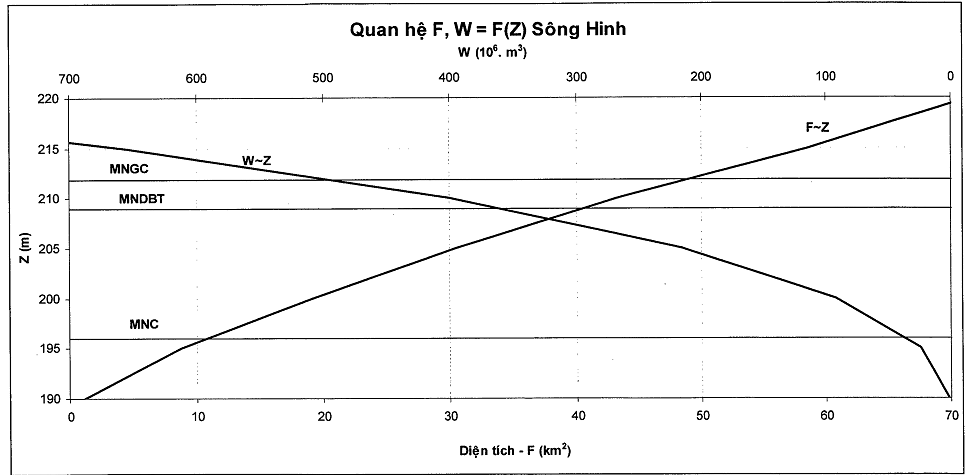 Quan hệ F, W = F(Z) Sông Hinh
W (10⁶. m³)
700 600 500 400 300 200 100 0
220
F~Z
215
W~Z
MNGC
210
MNDBT
Z (m)
205
200
MNC
195
190
0 10 20 30 40 50 60 70
Diện tích - F (km²)